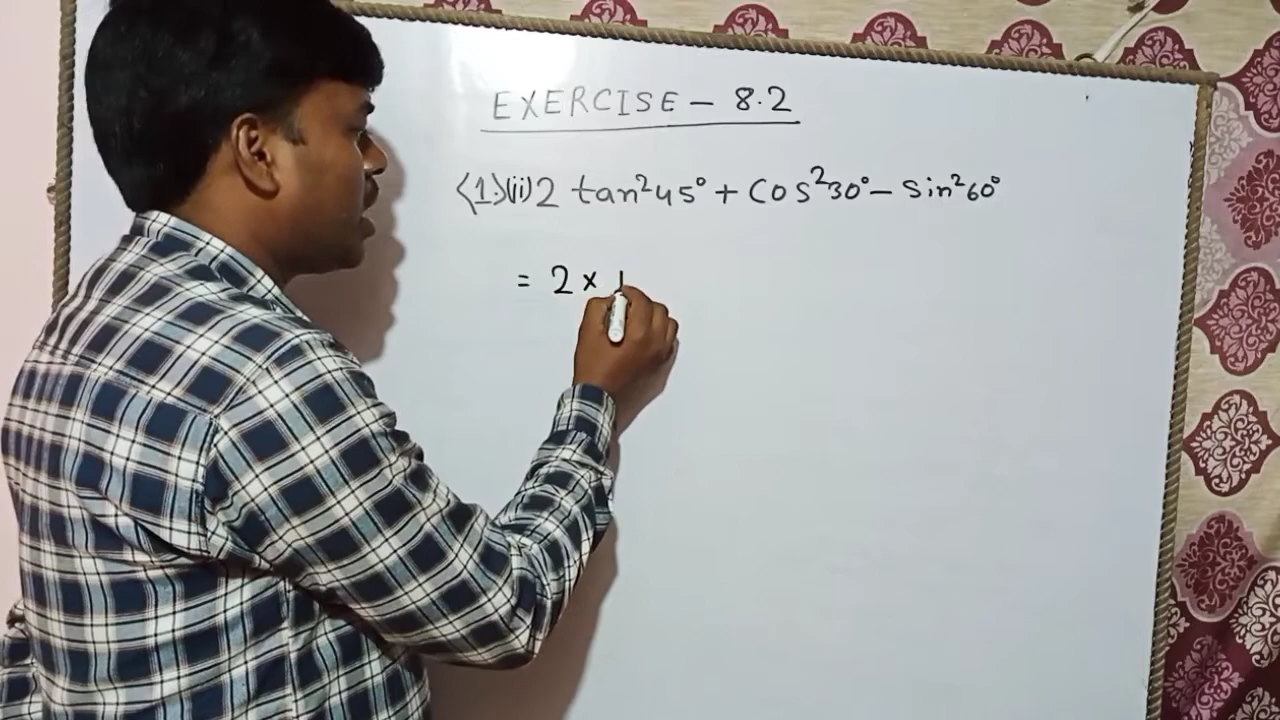 EXERCISE - 8.2
(1)(ii) 2 tan²45° + Cos²30° - Sin²60°
= 2 × 1